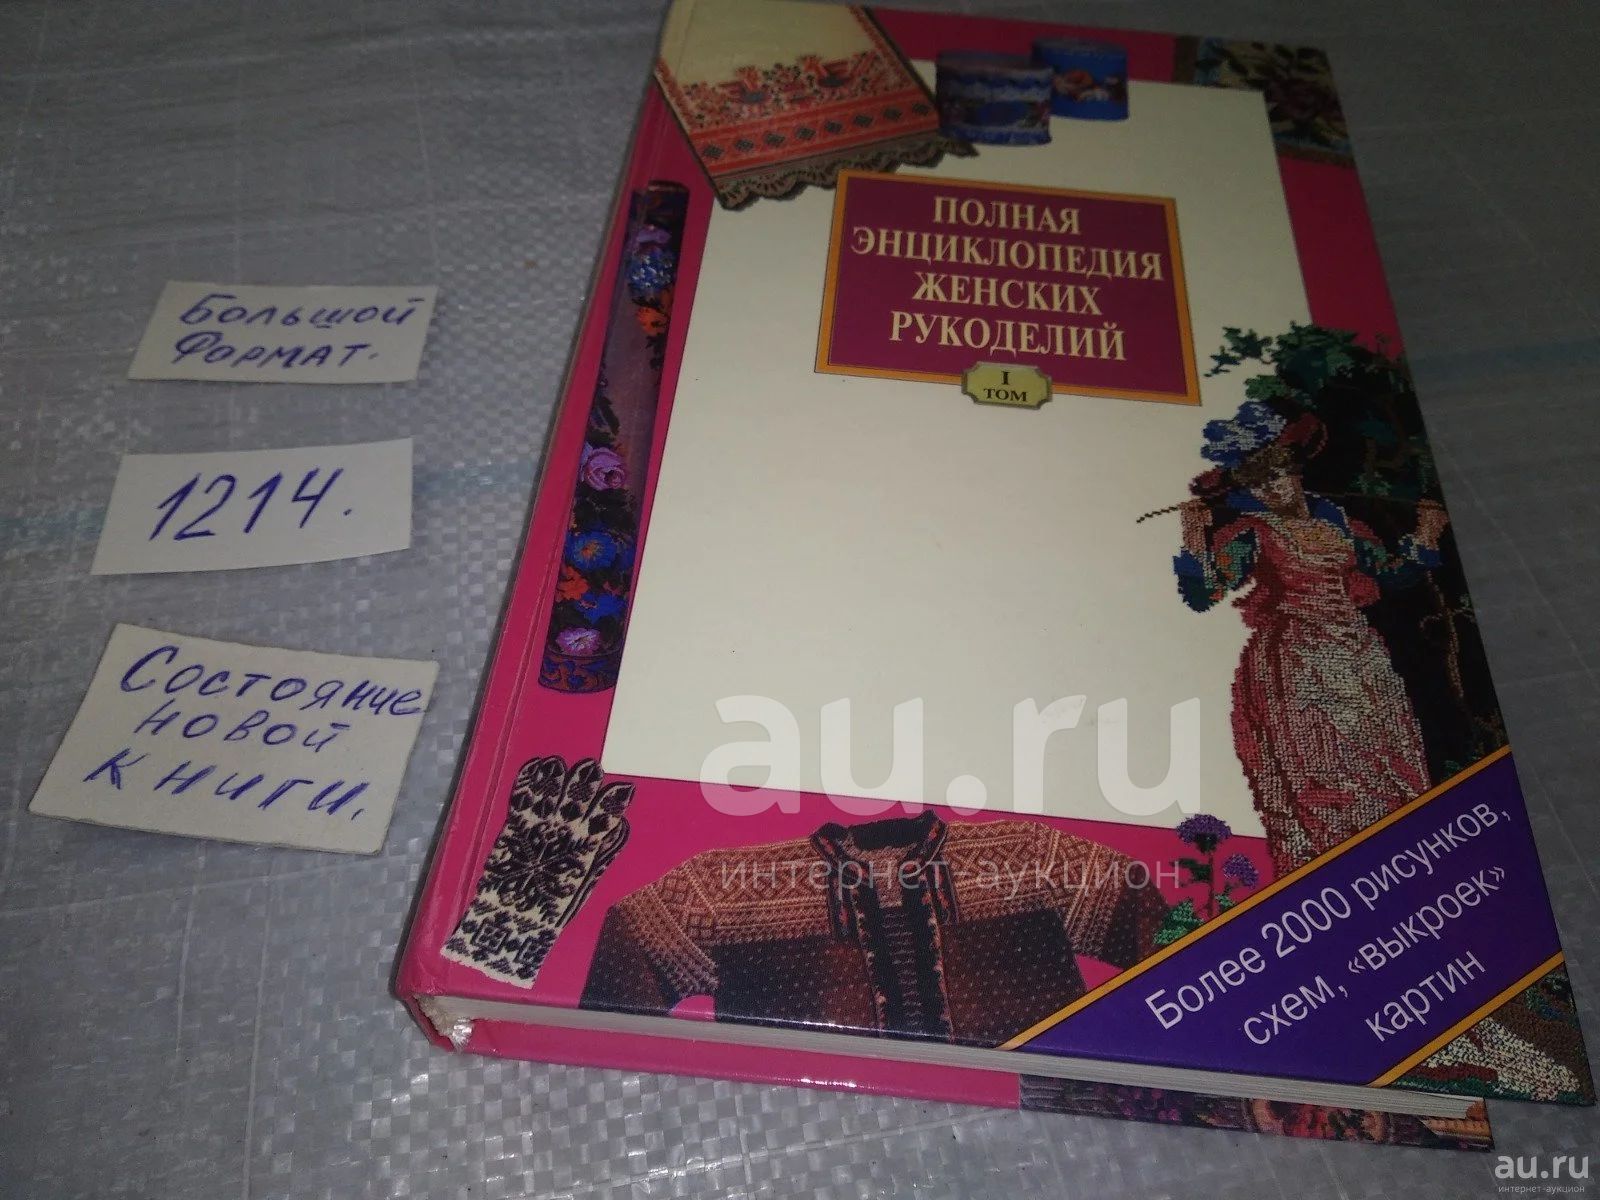 Большой
Формат.
1214.
Состояние
новой
книги.
ПОЛНАЯ
ЭНЦИКЛОПЕДИЯ
ЖЕНСКИХ
РУКОДЕЛИЙ
I
ТОМ
Более 2000 рисунков,
схем, «выкроек»
картин
au.ru
интернет-аукцион
au.ru
интернет-аукцион